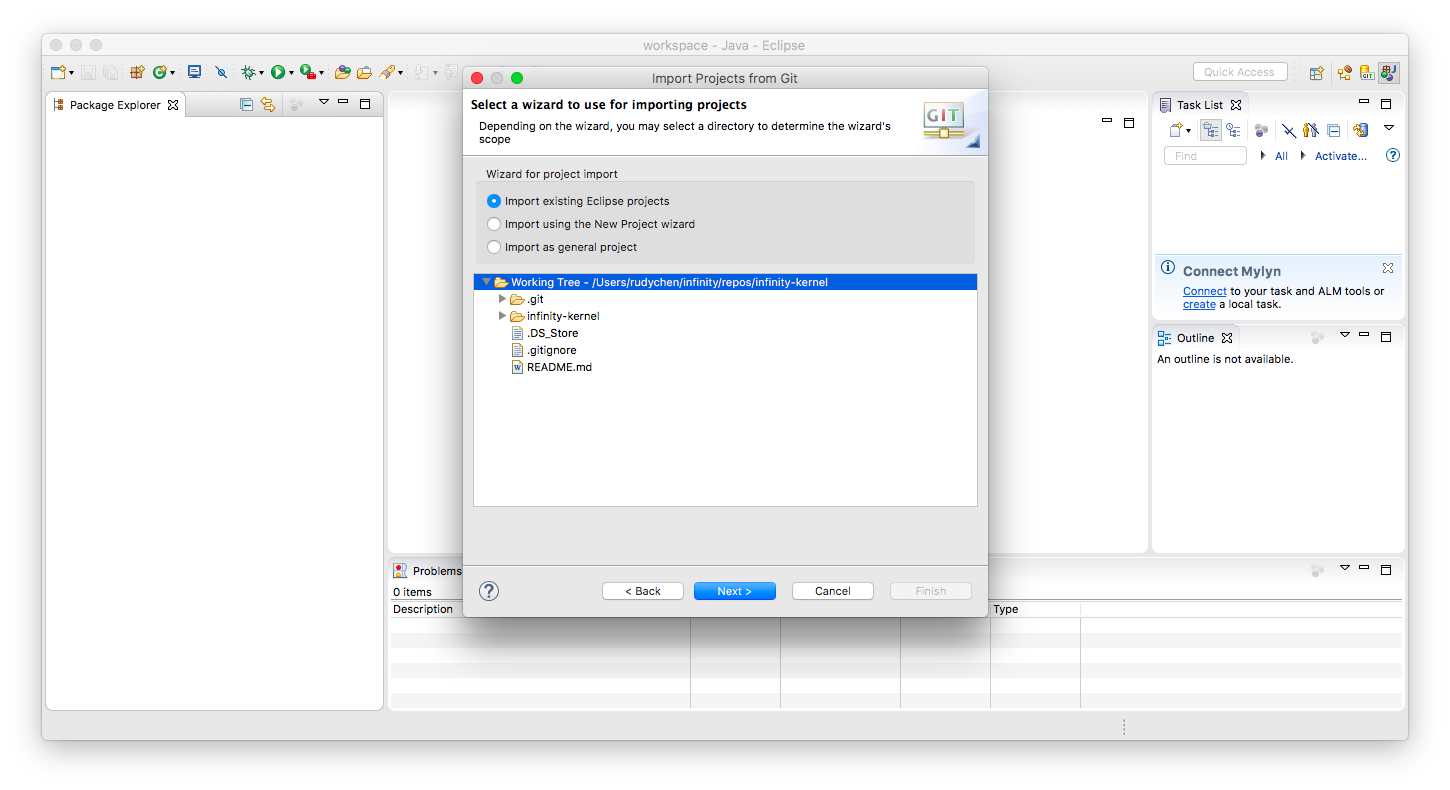 workspace - Java - Eclipse
Quick Access
GIT
Package Explorer
Import Projects from Git
Select a wizard to use for importing projects
Depending on the wizard, you may select a directory to determine the wizard's
scope
GIT
Wizard for project import
Import existing Eclipse projects
Import using the New Project wizard
Import as general project
Working Tree - /Users/rudychen/infinity/repos/infinity-kernel
.git
infinity-kernel
.DS_Store
.gitignore
README.md
< Back
Next >
Cancel
Finish
Task List
Find
All
Activate...
Connect Mylyn
Connect to your task and ALM tools or
create a local task.
Outline
An outline is not available.
Problems
0 items
Description
Type